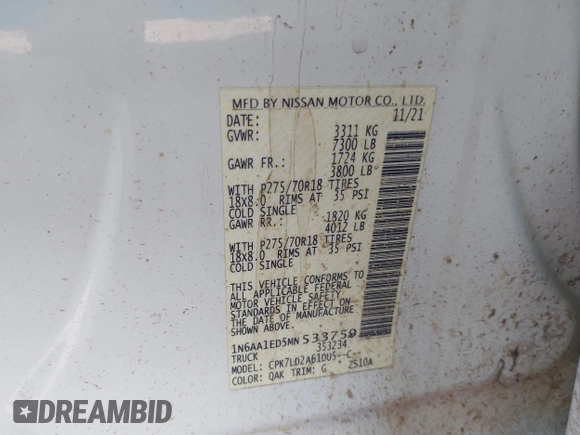 MFD BY NISSAN MOTOR CO., LTD.
DATE: 11/21
GVWR: 3311 KG
7300 LB
GAWR FR.: 1724 KG
3800 LB
WITH P275/70R18 TIRES
18x8.0 RIMS AT 35 PSI
COLD SINGLE
GAWR RR.: 1820 KG
4012 LB
WITH P275/70R18 TIRES
18x8.0 RIMS AT 35 PSI
COLD SINGLE
THIS VEHICLE CONFORMS TO
ALL APPLICABLE FEDERAL
MOTOR VEHICLE SAFETY
STANDARDS IN EFFECT ON
THE DATE OF MANUFACTURE
SHOWN ABOVE.
1N6AA1ED5MN533759
TRUCK 353234
MODEL: CPK7LD2A61DU5--C--
COLOR: QAK TRIM: G 2510A
DREAMBID